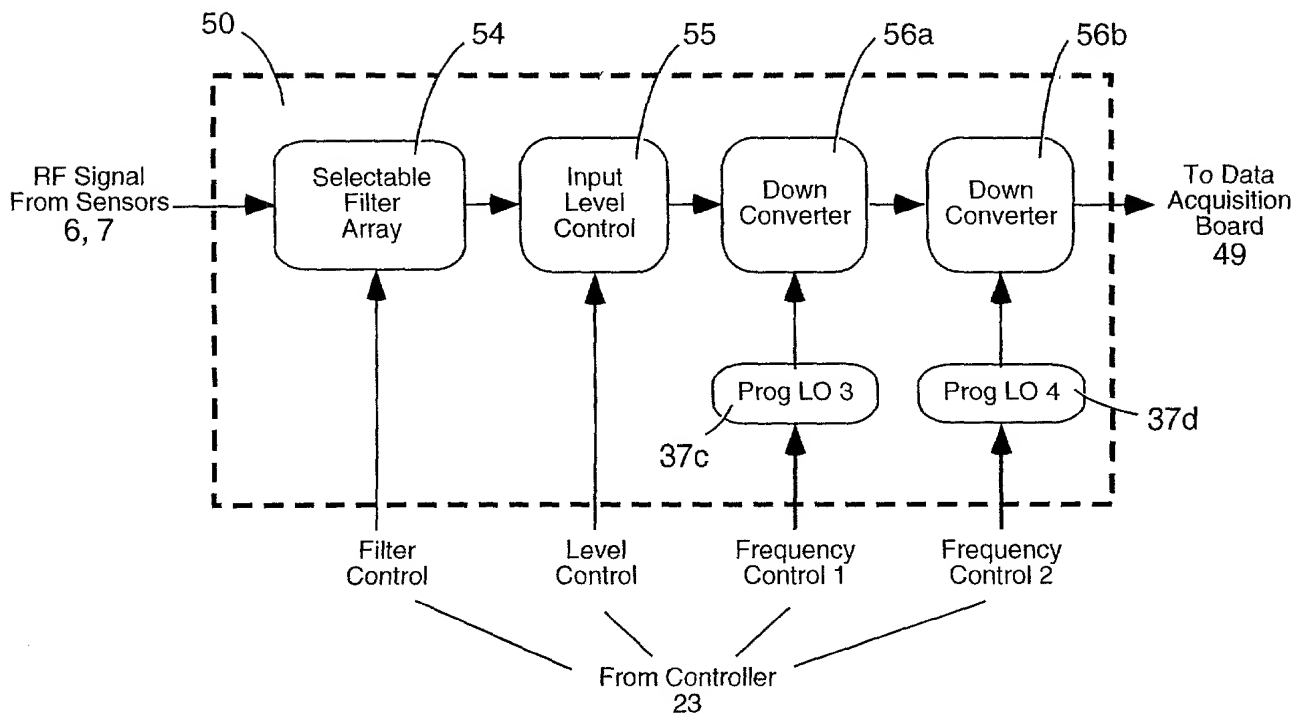 50
54
55
56a
56b
RF Signal
From Sensors
6, 7
Selectable
Filter
Array
Input
Level
Control
Down
Converter
Down
Converter
To Data
Acquisition
Board
49
Prog LO 3
Prog LO 4
37c
37d
Filter
Control
Level
Control
Frequency
Control 1
Frequency
Control 2
From Controller
23